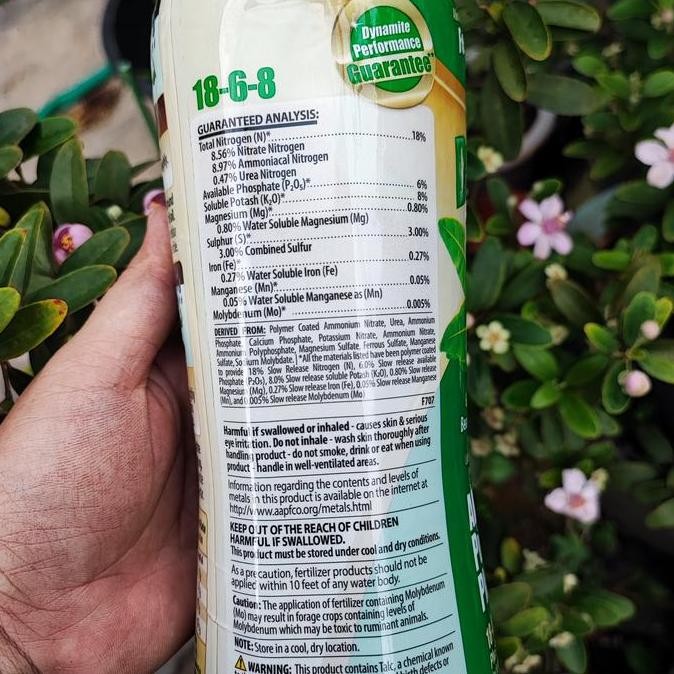 Dynamite
Performance
Guarantee
18-6-8
GUARANTEED ANALYSIS:
Total Nitrogen (N)* 18%
8.56% Nitrate Nitrogen
8.97% Ammoniacal Nitrogen
0.47% Urea Nitrogen
Available Phosphate (P₂O₅)* 6%
Soluble Potash (K₂O)* 8%
Magnesium (Mg)* 0.80%
0.80% Water Soluble Magnesium (Mg)
Sulphur (S)* 3.00%
3.00% Combined Sulfur
Iron (Fe)* 0.27%
0.27% Water Soluble Iron (Fe)
Manganese (Mn)* 0.05%
0.05% Water Soluble Manganese as (Mn)
Molybdenum (Mo)* 0.005%
DERIVED FROM: Polymer Coated Ammonium Nitrate, Urea, Ammonium
Phosphate, Calcium Phosphate, Potassium Nitrate, Ammonium Nitrate,
Ammonium Polyphosphate, Magnesium Sulfate, Ferrous Sulfate, Manganese
Sulfate, Sodium Molybdate. *All the materials listed have been polymer coated
to provide 18% Slow Release Nitrogen (N), 6.0% Slow release available
Phosphate (P₂O₅), 8.0% Slow release soluble Potash (K₂O), 0.80% Slow release
Magnesium (Mg), 0.27% Slow release Iron (Fe), 0.05% Slow release Manganese
(Mn), and 0.005% Slow release Molybdenum (Mo)
F707
Harmful if swallowed or inhaled - causes skin & serious
eye irritation. Do not inhale - wash skin thoroughly after
handling product - do not smoke, drink or eat when using
product - handle in well-ventilated areas.
Information regarding the contents and levels of
metals in this product is available on the internet at
http://www.aapfco.org/metals.html
KEEP OUT OF THE REACH OF CHILDREN
HARMFUL IF SWALLOWED.
This product must be stored under cool and dry conditions.
As a precaution, fertilizer products should not be
applied within 10 feet of any water body.
Caution: The application of fertilizer containing Molybdenum
(Mo) may result in forage crops containing levels of
Molybdenum which may be toxic to ruminant animals.
NOTE: Store in a cool, dry location.
WARNING: This product contains Talc, a chemical known
birth defects or